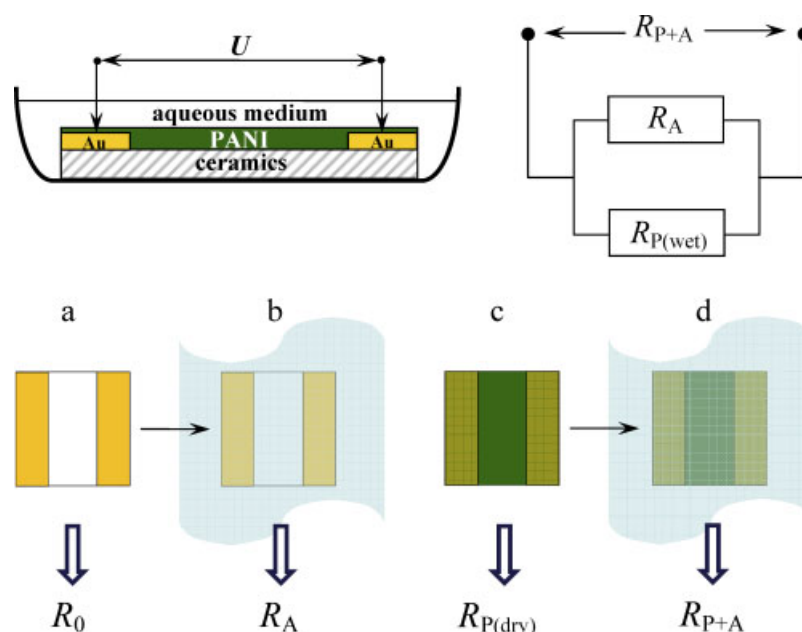 U
aqueous medium
Au PANI Au
ceramics
R_P+A
R_A
R_P(wet)
a b c d
R_0 R_A R_P(dry) R_P+A